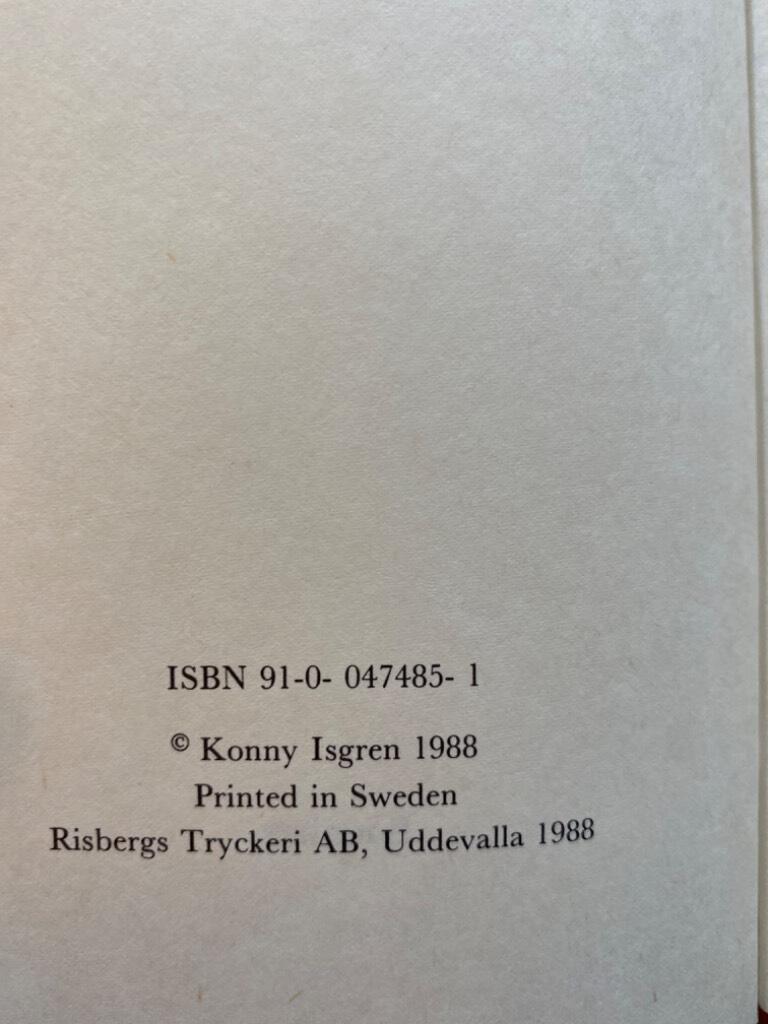 ISBN 91-0- 047485- 1
© Konny Isgren 1988
Printed in Sweden
Risbergs Tryckeri AB, Uddevalla 1988